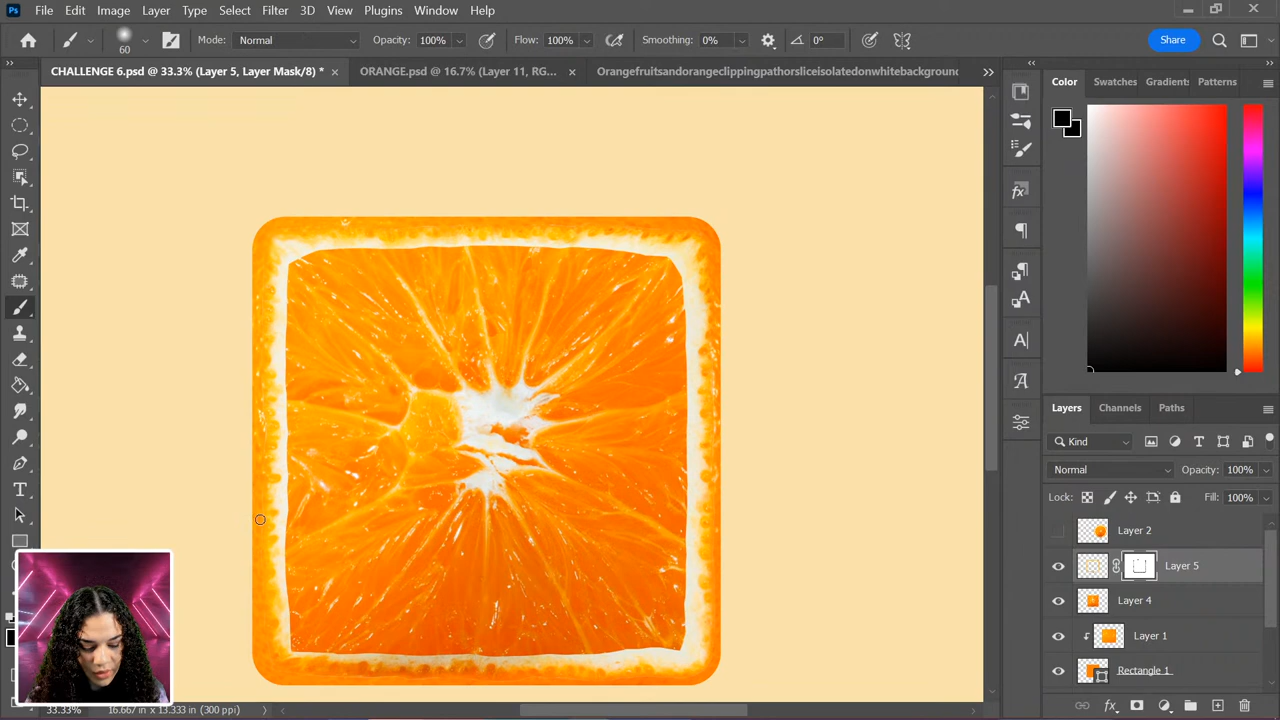 Ps File Edit Image Layer Type Select Filter 3D View Plugins Window Help
60 Mode: Normal Opacity: 100% Flow: 100% Smoothing: 0% 0° Share
CHALLENGE 6.psd @ 33.3% (Layer 5, Layer Mask/8) * × ORANGE.psd @ 16.7% (Layer 11, RG... × Orangefruitsandorangeclippingpathorsliceisolatedonwhitebackground
Color Swatches Gradient: Patterns
Layers Channels Paths
Kind
Normal Opacity: 100%
Lock: Fill: 100%
Layer 2
Layer 5
Layer 4
Layer 1
Rectangle 1
33.33% 16.667 in x 13.333 in (300 ppi)